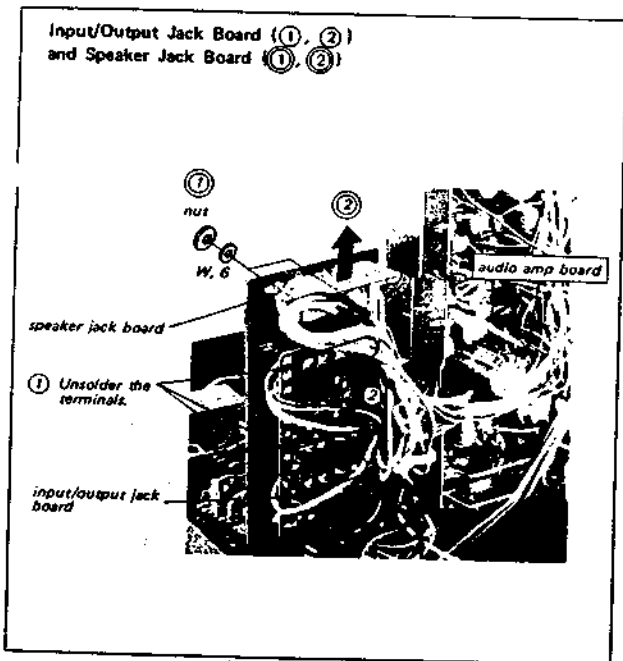 Input/Output Jack Board (①, ②)
and Speaker Jack Board (①, ②)
①
nut
W, 6
②
audio amp board
speaker jack board
① Unsolder the
terminals.
②
input/output jack
board